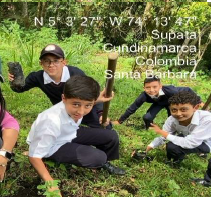 N 5° 3' 27", W 74° 13' 47"
Supatá
Cundinamarca
Colombia
Santa Bárbara